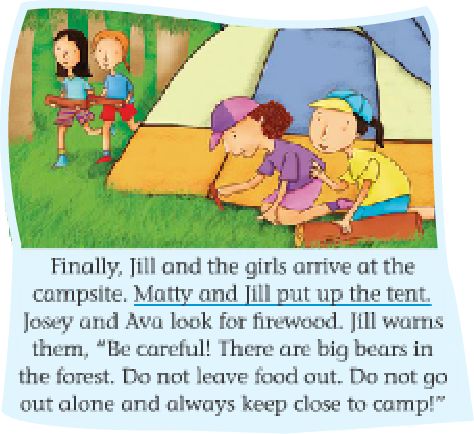 Finally, Jill and the girls arrive at the
campsite. Matty and Jill put up the tent.
Josey and Ava look for firewood. Jill warns
them, “Be careful! There are big bears in
the forest. Do not leave food out. Do not go
out alone and always keep close to camp!”